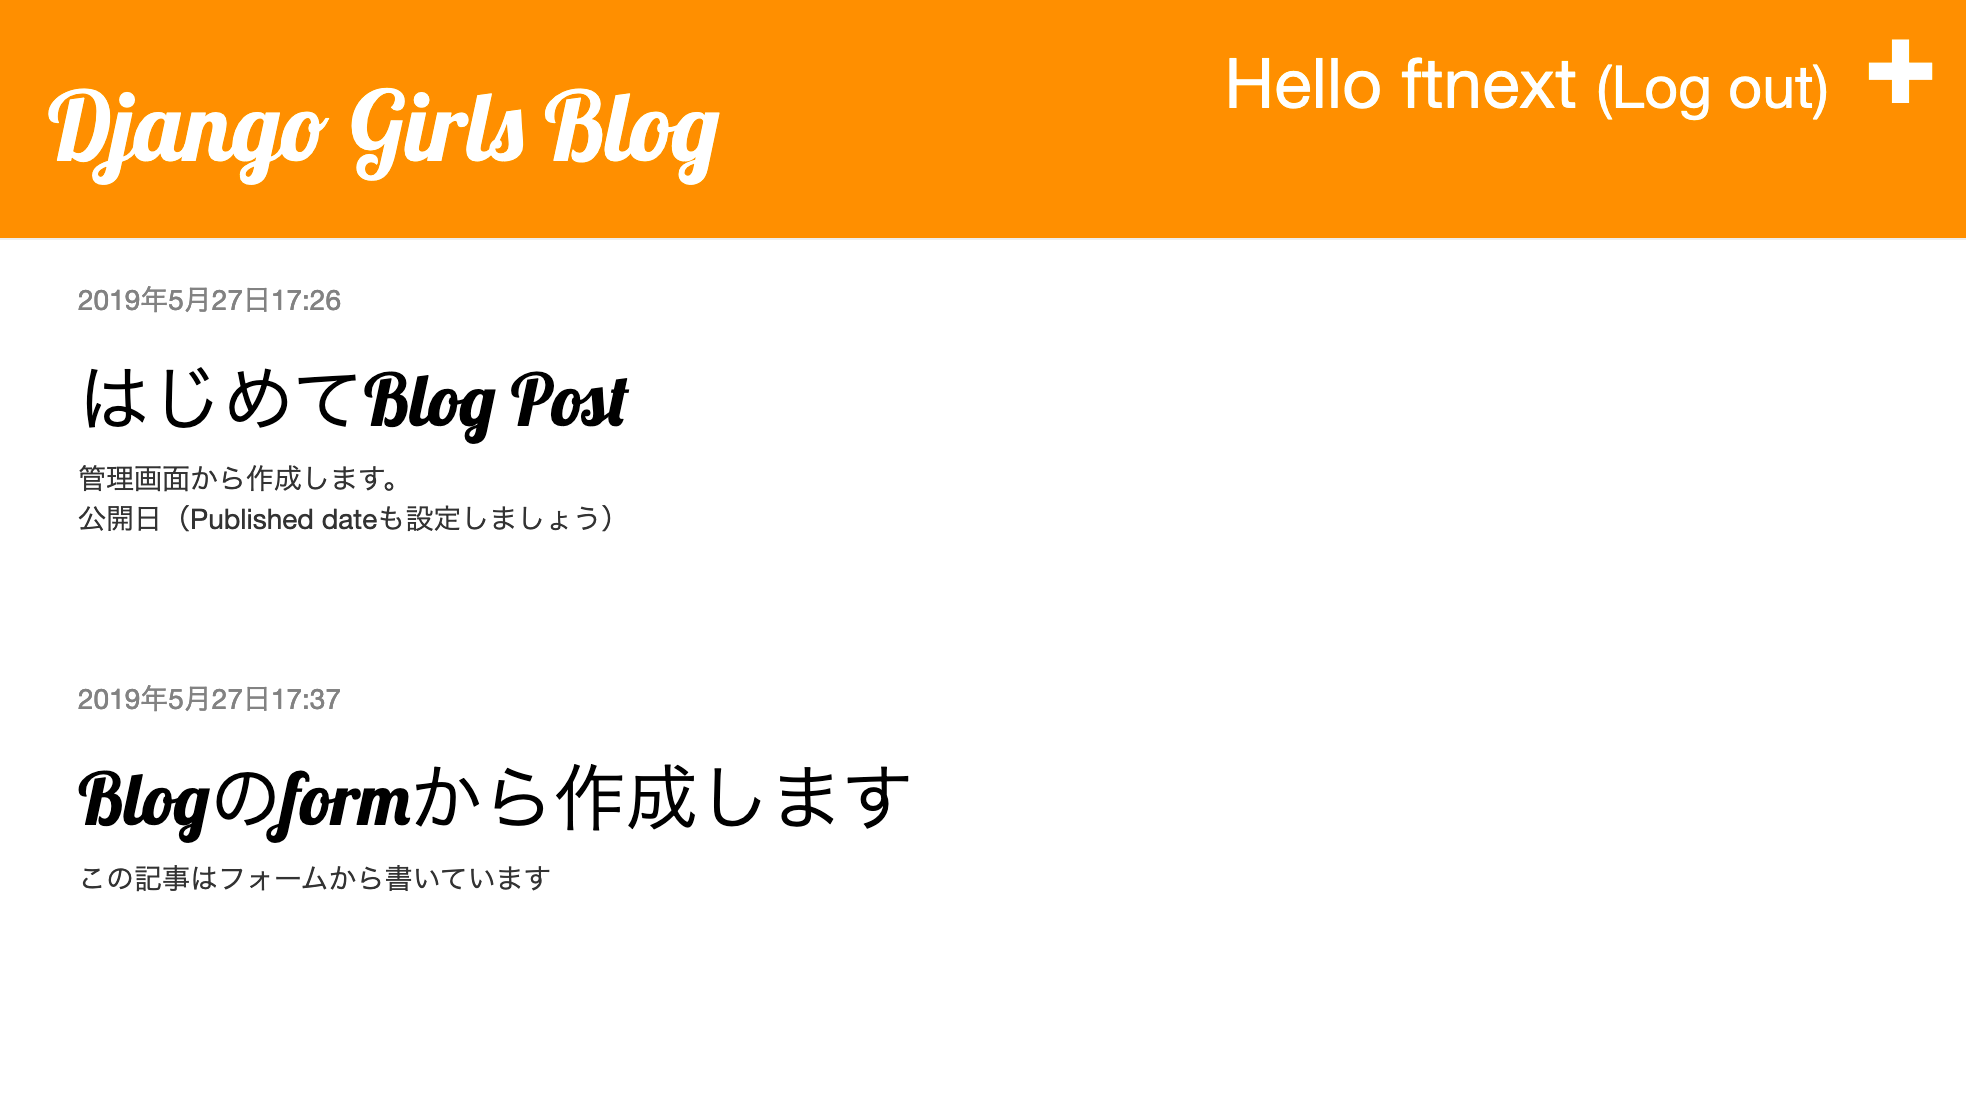 Django Girls Blog
Hello ftnext (Log out)
2019年5月27日17:26
はじめてBlog Post
管理画面から作成します。
公開日（Published dateも設定しましょう）
2019年5月27日17:37
Blogのformから作成します
この記事はフォームから書いています